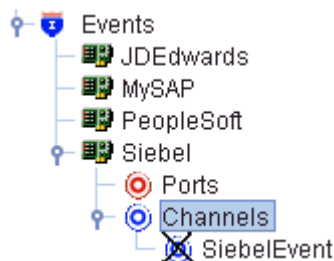 Events
JDEdwards
MySAP
PeopleSoft
Siebel
Ports
Channels
SiebelEvent